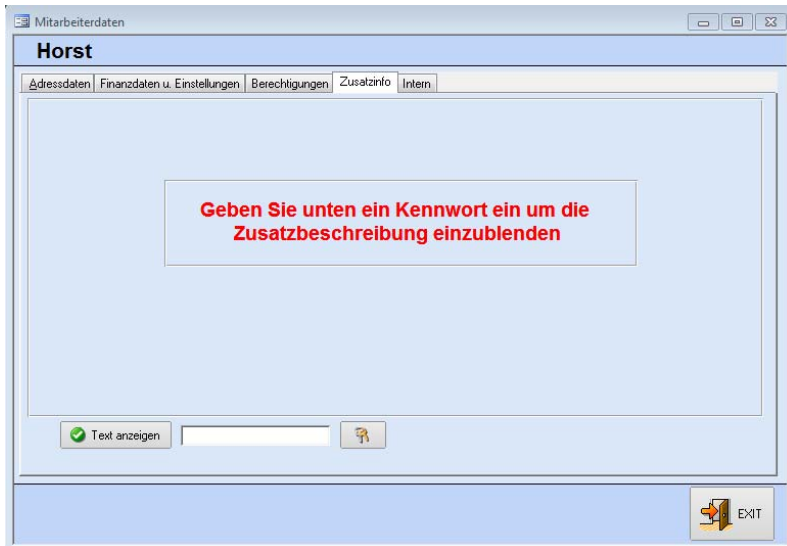 Mitarbeiterdaten
Horst
Adressdaten Finanzdaten u. Einstellungen Berechtigungen Zusatzinfo Intern
Geben Sie unten ein Kennwort ein um die
Zusatzbeschreibung einzublenden
Text anzeigen
EXIT